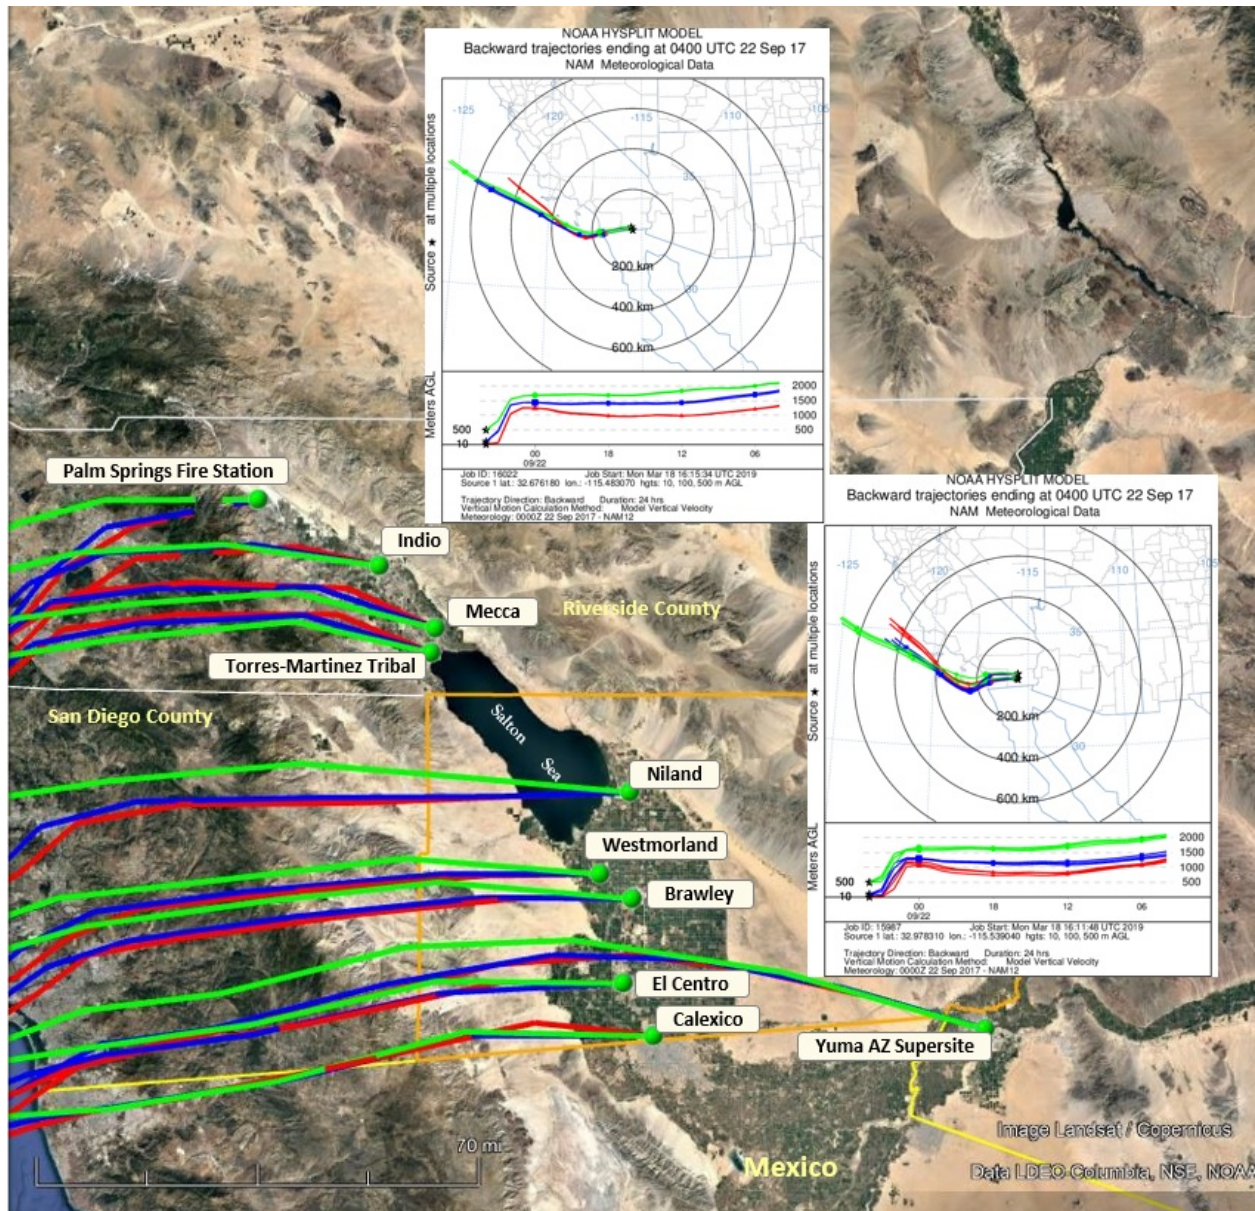 NOAA HYSPLIT MODEL
Backward trajectories ending at 0400 UTC 22 Sep 17
NAM Meteorological Data
Source ★ at multiple locations
-125
-120
-115
-110
-105
35
30
200 km
400 km
600 km
Meters AGL
2000
1500
1000
500
500
10
00
18
12
06
09/22
Job ID: 16022 Job Start: Mon Mar 18 16:15:34 2019
Source 1 lat.: 32.676180 lon.: -115.483070 hgts: 10, 100, 500 m AGL
Trajectory Direction: Backward Duration: 24 hrs
Vertical Motion Calculation Method: Model Vertical Velocity
Meteorology: 0000Z 22 Sep 2017 - NAM12
Palm Springs Fire Station
Indio
Mecca
Riverside County
Torres-Martinez Tribal
San Diego County
Salton
Sea
Niland
Westmorland
Brawley
El Centro
Calexico
Yuma AZ Supersite
NOAA HYSPLIT MODEL
Backward trajectories ending at 0400 UTC 22 Sep 17
NAM Meteorological Data
Source ★ at multiple locations
-125
-120
-115
-110
-105
35
30
200 km
400 km
600 km
Meters AGL
2000
1500
1000
500
500
10
00
18
12
06
09/22
Job ID: 15987 Job Start: Mon Mar 18 16:11:48 2019
Source 1 lat.: 32.978310 lon.: -115.539040 hgts: 10, 100, 500 m AGL
Trajectory Direction: Backward Duration: 24 hrs
Vertical Motion Calculation Method: Model Vertical Velocity
Meteorology: 0000Z 22 Sep 2017 - NAM12
70 mi
Mexico
Image Landsat / Copernicus
Data LDEO-Columbia, NSF, NOAA